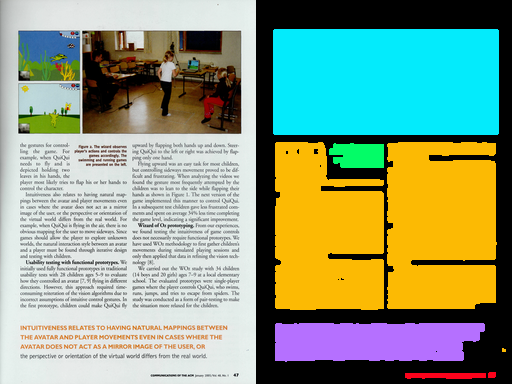 the gestures for control-
ling the game. For
example, when QuiQui
needs to fly and is
depicted holding two
leaves in his hands, the
player most likely tries to flap his or her hands to
control the character.
Intuitiveness also relates to having natural map-
pings between the avatar and player movements even
in cases where the avatar does not act as a mirror
image of the user, or the perspective or orientation of
the virtual world differs from the real world. For
example, when QuiQui is flying in the air, there is no
obvious mapping for the user to move sideways. Since
games should allow the player to explore unknown
worlds, the natural interaction style between an avatar
and a player must be found through iterative design
and testing with children.
Usability testing with functional prototypes. We
initially used fully functional prototypes in traditional
usability tests with 28 children ages 5–9 to evaluate
how they controlled an avatar [7, 9] flying in different
directions. However, this approach required time-
consuming reiteration of the vision algorithms due to
incorrect assumptions of intuitive control gestures. In
the first prototype, children could make QuiQui fly
Figure 2. The wizard observes
player's actions and controls the
games accordingly. The
swimming and running games
are presented on the left.
upward by flapping both hands up and down. Steer-
ing QuiQui to the left or right was achieved by flap-
ping only one hand.
Flying upward was an easy task for most children,
but controlling sideways movement proved to be dif-
ficult and frustrating. When analyzing the videos we
found the gesture most frequently attempted by the
children was to lean to the side while flapping their
hands as shown in Figure 1. The next version of the
game implemented this manner to control QuiQui.
In a subsequent test children gave less frustrated com-
ments and spent on average 34% less time completing
the game level, indicating a significant improvement.
Wizard of Oz prototyping. From our experiences,
we found testing the intuitiveness of game controls
does not necessarily require functional prototypes. We
have used WOz methodology to first gather children's
movements during simulated playing sessions and
only then applied that data in refining the vision tech-
nology [8].
We carried out the WOz study with 34 children
(14 boys and 20 girls) ages 7–9 at a local elementary
school. The evaluated prototypes were single-player
games where the player controls QuiQui, who swims,
runs, jumps, and tries to escape from spiders. The
study was conducted as a form of pair-testing to make
the situation more relaxed for the children.
INTUITIVENESS RELATES TO HAVING NATURAL MAPPINGS BETWEEN
THE AVATAR AND PLAYER MOVEMENTS EVEN IN CASES WHERE THE
AVATAR DOES NOT ACT AS A MIRROR IMAGE OF THE USER, OR
the perspective or orientation of the virtual world differs from the real world.
COMMUNICATIONS OF THE ACM January 2003/Vol. 46, No. 1 47